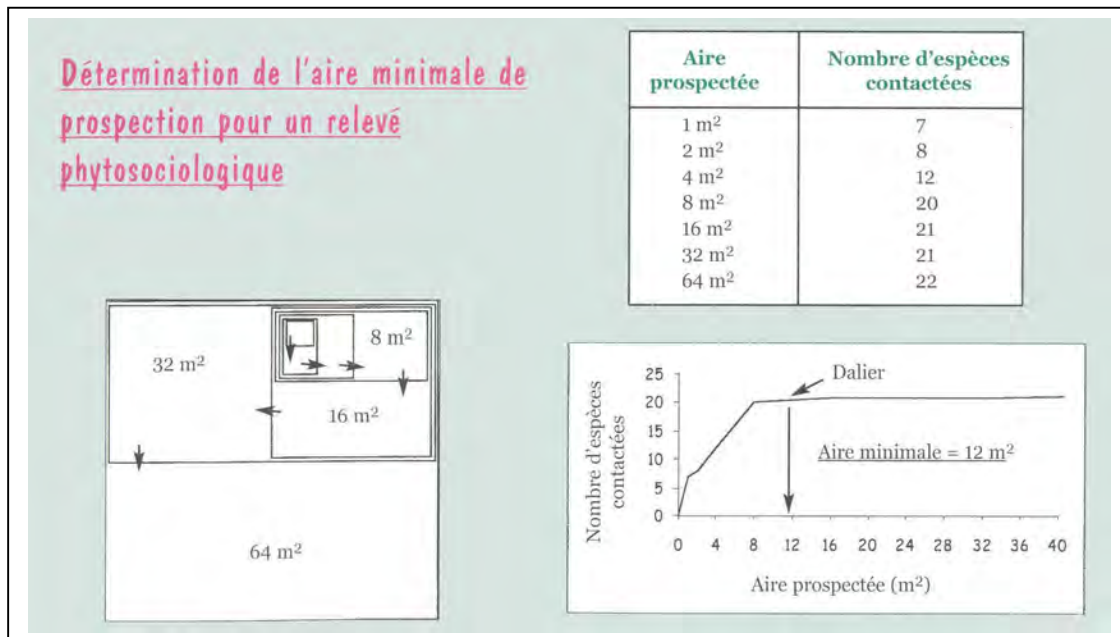 Détermination de l'aire minimale de
prospection pour un relevé
phytosociologique
Aire prospectée Nombre d'espèces contactées
1 m² 7
2 m² 8
4 m² 12
8 m² 20
16 m² 21
32 m² 21
64 m² 22
32 m²
8 m²
16 m²
64 m²
Nombre d'espèces
contactées
25
20
15
10
5
0
Dalier
Aire minimale = 12 m²
0 4 8 12 16 20 24 28 32 36 40
Aire prospectée (m²)